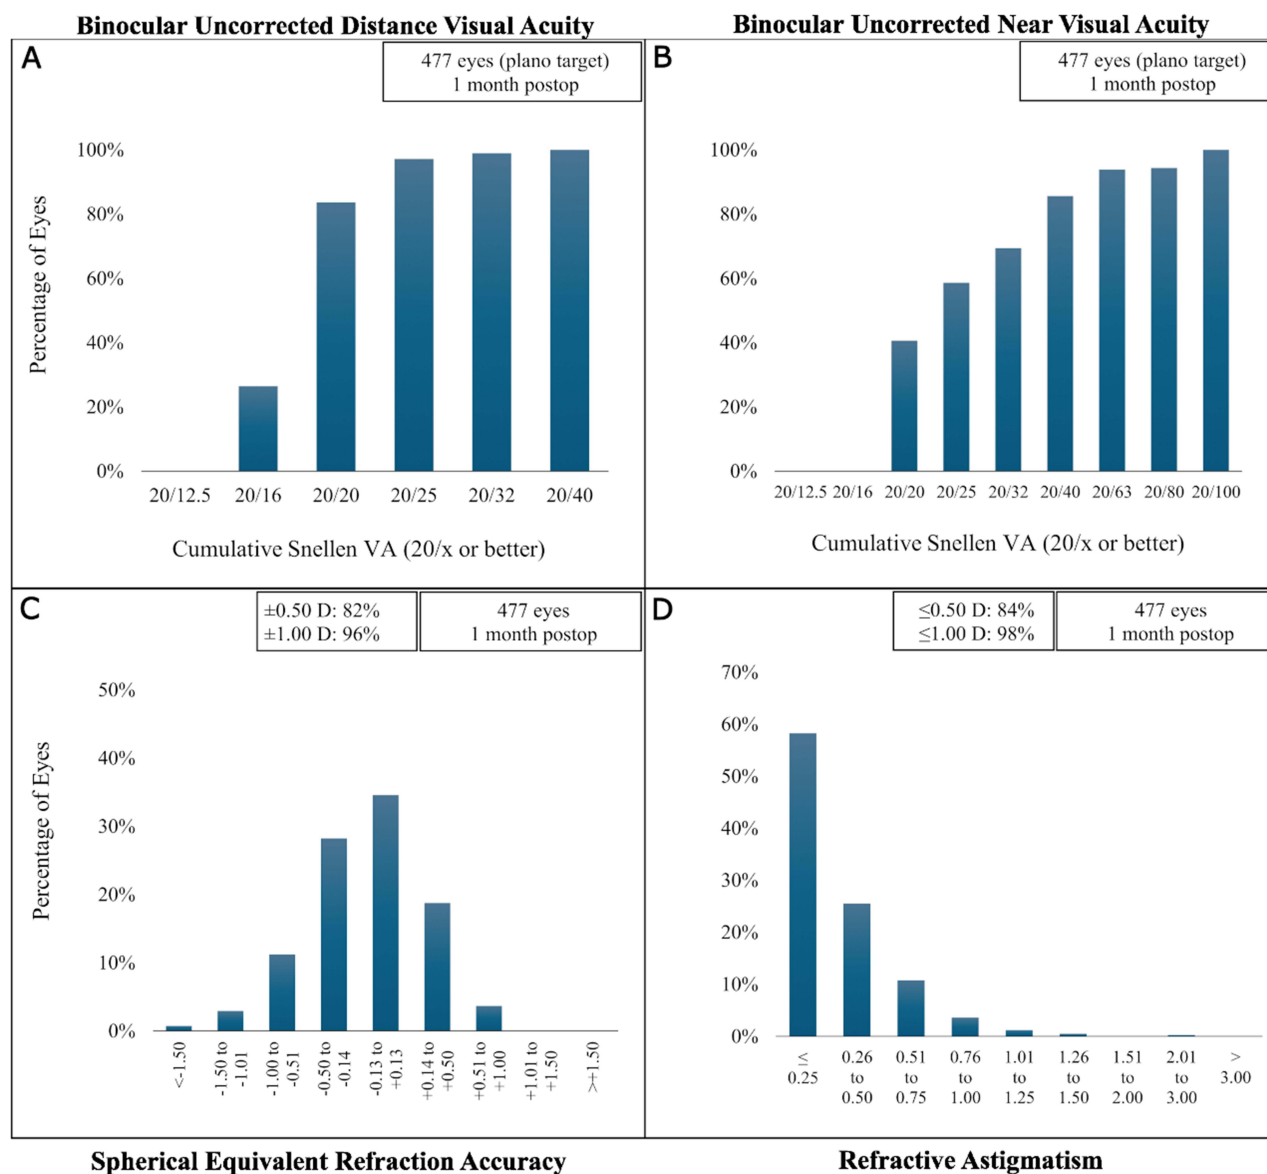 Binocular Uncorrected Distance Visual Acuity
A
477 eyes (plano target)
1 month postop
Percentage of Eyes
100%
80%
60%
40%
20%
0%
20/12.5 20/16 20/20 20/25 20/32 20/40
Cumulative Snellen VA (20/x or better)
Binocular Uncorrected Near Visual Acuity
B
477 eyes (plano target)
1 month postop
100%
80%
60%
40%
20%
0%
20/12.5 20/16 20/20 20/25 20/32 20/40 20/63 20/80 20/100
Cumulative Snellen VA (20/x or better)
C
±0.50 D: 82%
±1.00 D: 96%
477 eyes
1 month postop
Percentage of Eyes
50%
40%
30%
20%
10%
0%
<-1.50
-1.50 to
-1.01
-1.00 to
-0.51
-0.50 to
-0.14
-0.13 to
+0.13
+0.14 to
+0.50
+0.51 to
+1.00
+1.01 to
+1.50
>+1.50
Spherical Equivalent Refraction Accuracy
D
≤0.50 D: 84%
≤1.00 D: 98%
477 eyes
1 month postop
70%
60%
50%
40%
30%
20%
10%
0%
≤
0.25
0.26
to
0.50
0.51
to
0.75
0.76
to
1.00
1.01
to
1.25
1.26
to
1.50
1.51
to
2.00
2.01
to
3.00
>
3.00
Refractive Astigmatism